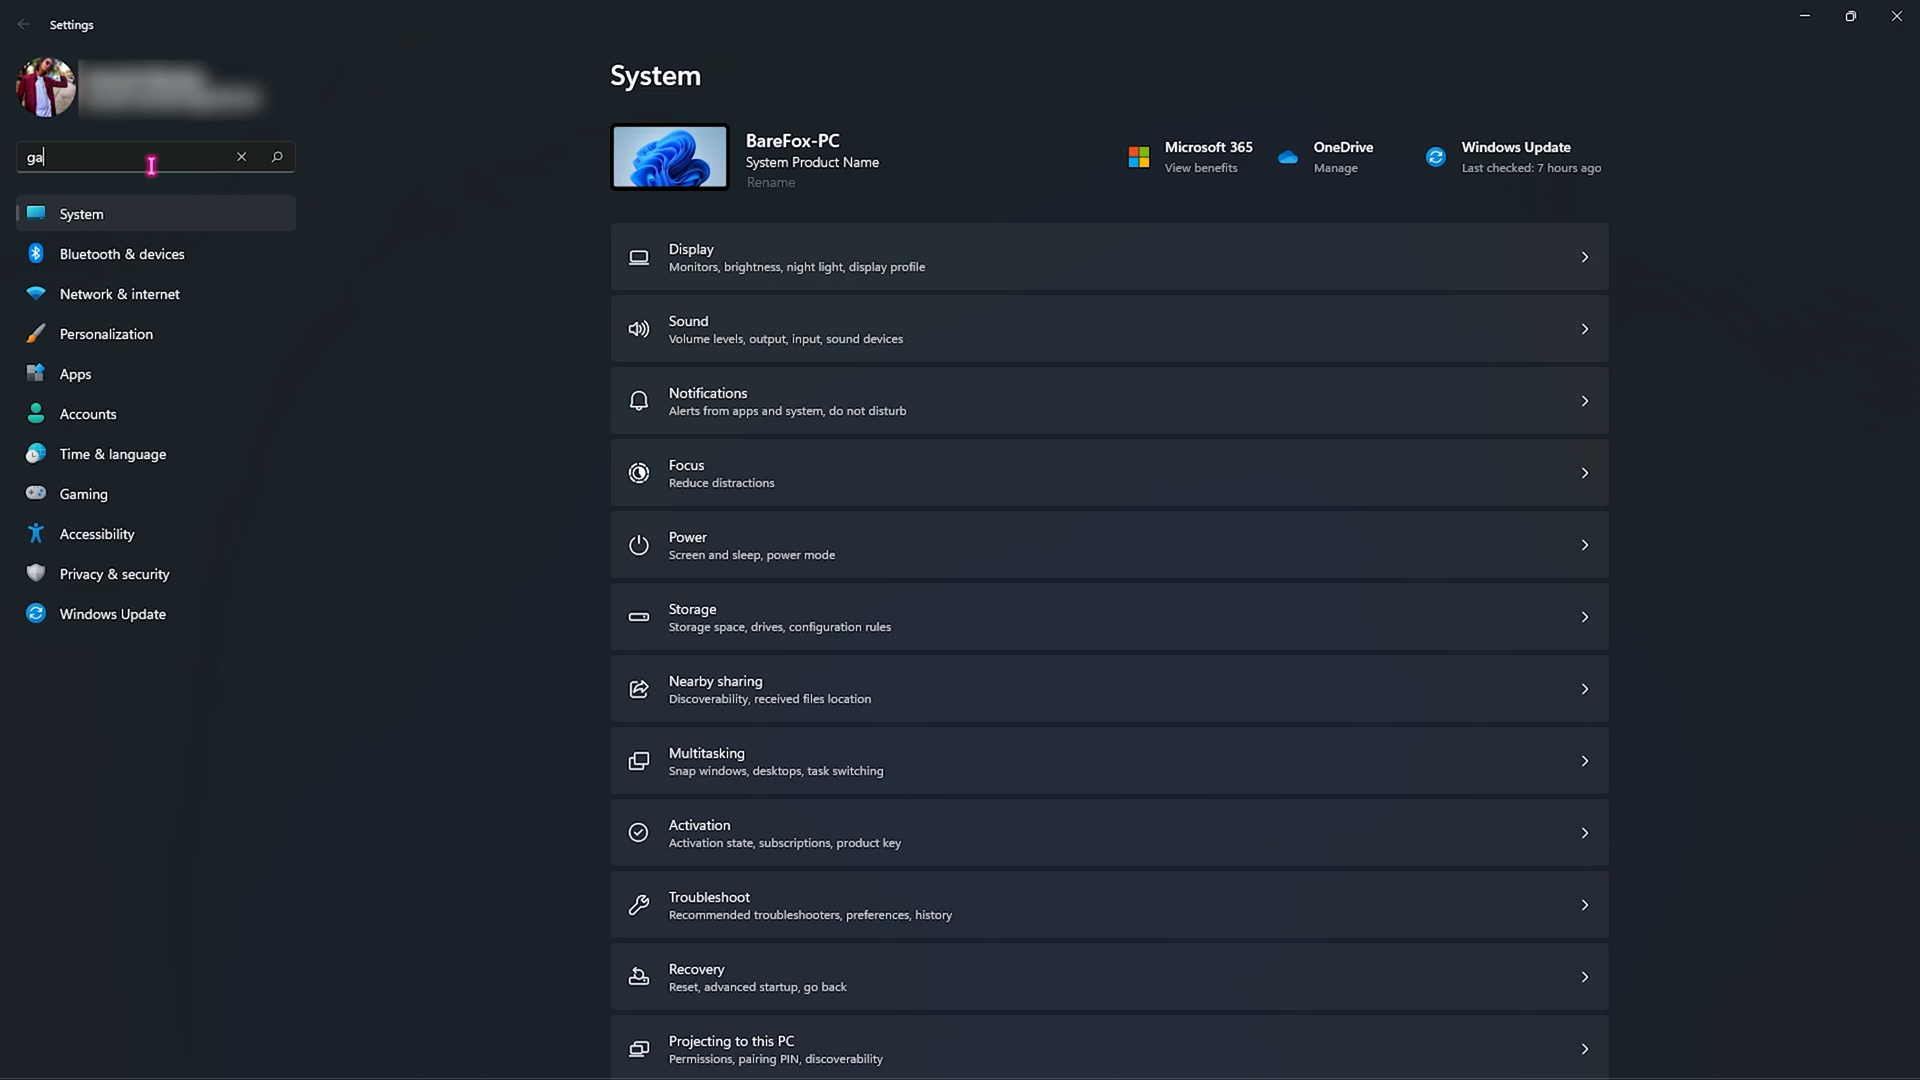 Settings
ga
System
Bluetooth & devices
Network & internet
Personalization
Apps
Accounts
Time & language
Gaming
Accessibility
Privacy & security
Windows Update
System
BareFox-PC
System Product Name
Rename
Microsoft 365
View benefits
OneDrive
Manage
Windows Update
Last checked: 7 hours ago
Display
Monitors, brightness, night light, display profile
Sound
Volume levels, output, input, sound devices
Notifications
Alerts from apps and system, do not disturb
Focus
Reduce distractions
Power
Screen and sleep, power mode
Storage
Storage space, drives, configuration rules
Nearby sharing
Discoverability, received files location
Multitasking
Snap windows, desktops, task switching
Activation
Activation state, subscriptions, product key
Troubleshoot
Recommended troubleshooters, preferences, history
Recovery
Reset, advanced startup, go back
Projecting to this PC
Permissions, pairing PIN, discoverability